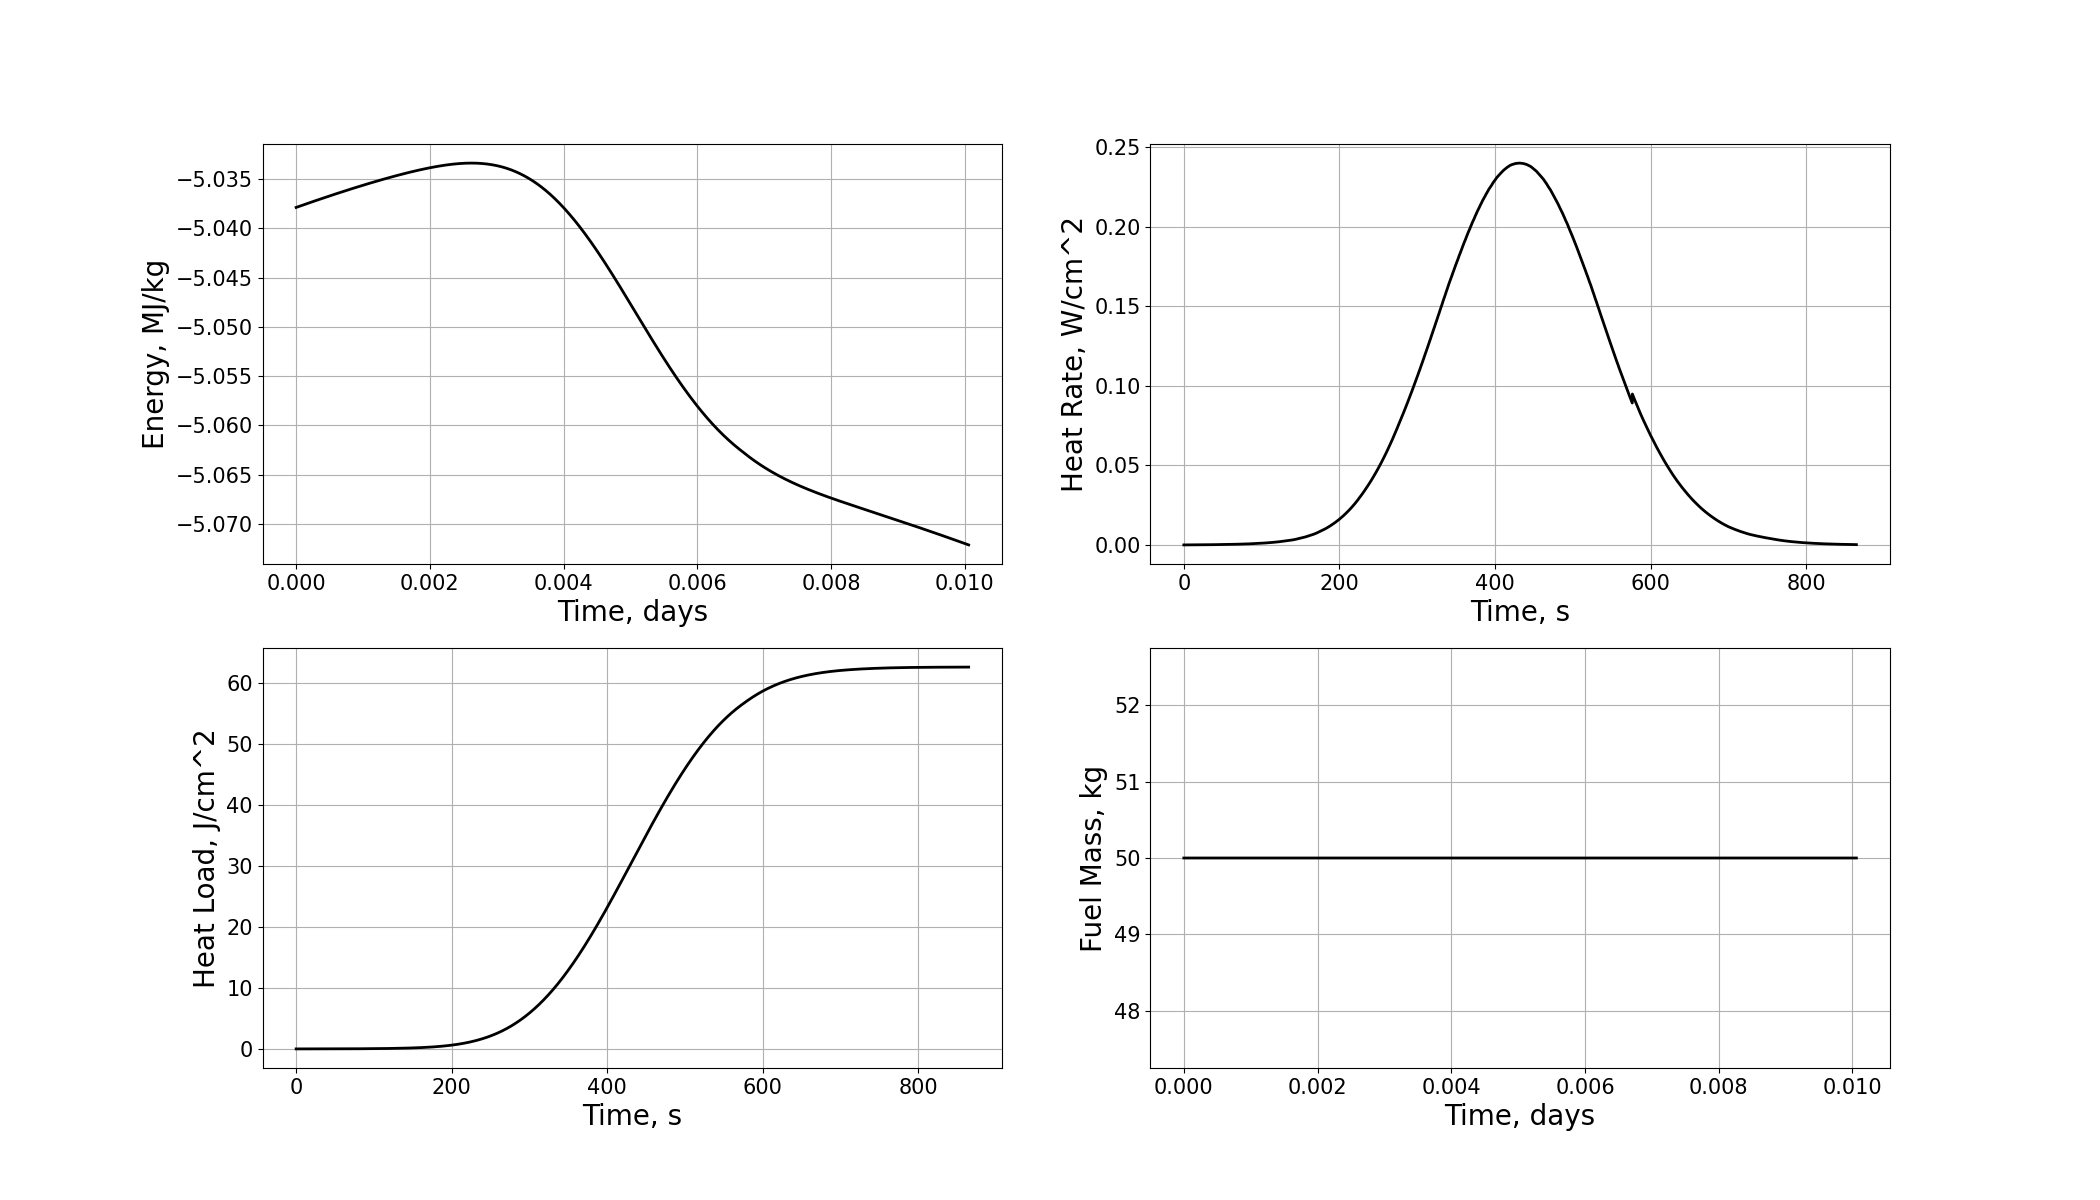 Energy, MJ/kg
−5.035
−5.040
−5.045
−5.050
−5.055
−5.060
−5.065
−5.070
0.000 0.002 0.004 0.006 0.008 0.010
Time, days
Heat Rate, W/cm^2
0.25
0.20
0.15
0.10
0.05
0.00
0 200 400 600 800
Time, s
Heat Load, J/cm^2
60
50
40
30
20
10
0
0 200 400 600 800
Time, s
Fuel Mass, kg
52
51
50
49
48
0.000 0.002 0.004 0.006 0.008 0.010
Time, days